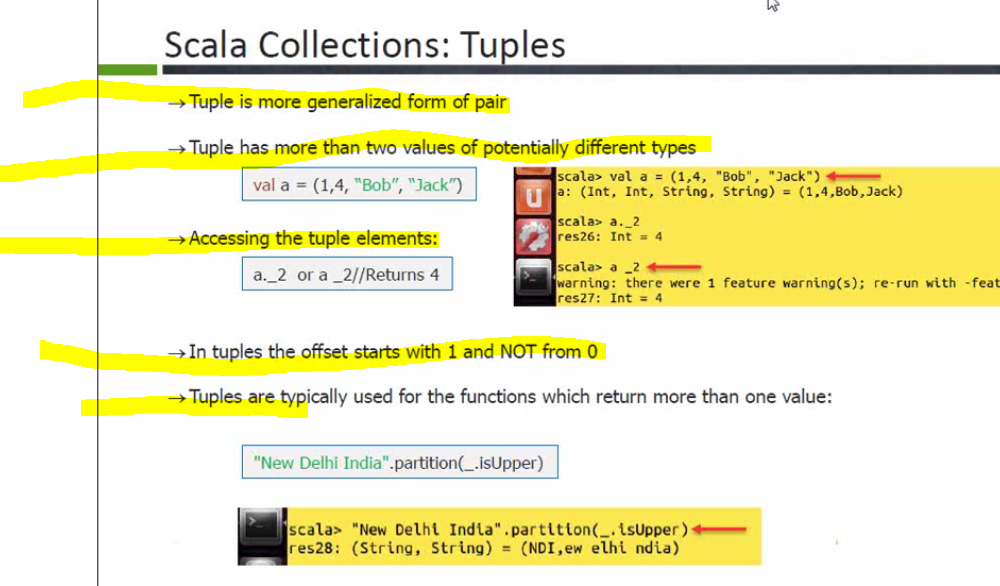 Scala Collections: Tuples
→Tuple is more generalized form of pair
→Tuple has more than two values of potentially different types
val a = (1,4, “Bob”, “Jack”)
scala> val a = (1,4, "Bob", "Jack")
a: (Int, Int, String, String) = (1,4,Bob,Jack)
scala> a._2
res26: Int = 4
scala> a _2
warning: there were 1 feature warning(s); re-run with -feat
res27: Int = 4
→Accessing the tuple elements:
a._2 or a _2//Returns 4
→In tuples the offset starts with 1 and NOT from 0
→Tuples are typically used for the functions which return more than one value:
"New Delhi India".partition(_.isUpper)
scala> "New Delhi India".partition(_.isUpper)
res28: (String, String) = (NDI,ew elhi ndia)